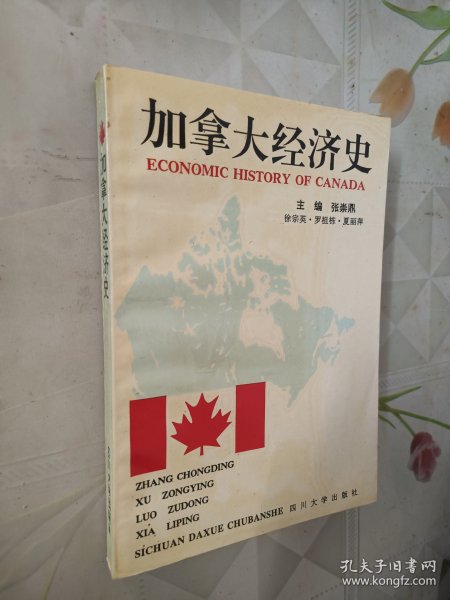 加拿大经济史
ECONOMIC HISTORY OF CANADA
主 编 张崇鼎
徐宗英·罗祖栋·夏丽萍
加拿大经济史
ZHANG CHONGDING
XU ZONGYING
LUO ZUDONG
XIA LIPING
SICHUAN DAXUE CHUBANSHE 四川大学出版社
孔夫子旧书网
www.kongfz.com